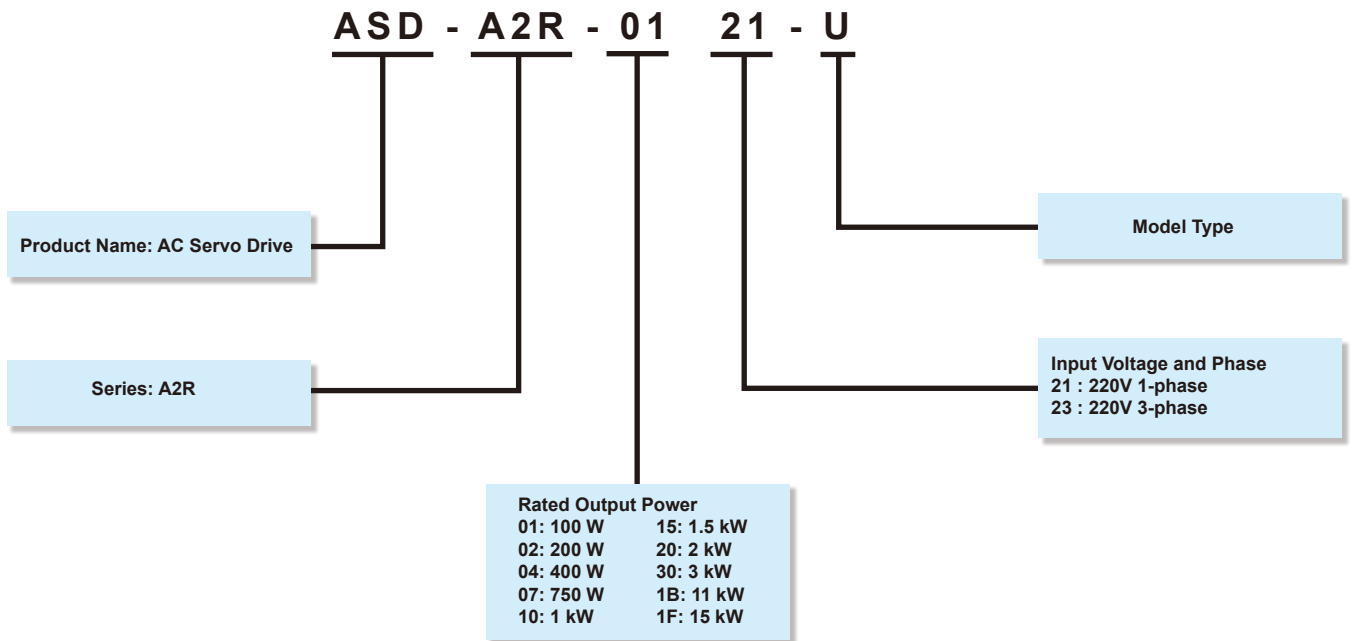 ASD - A2R - 01 21 - U
Product Name: AC Servo Drive
Model Type
Series: A2R
Input Voltage and Phase
21 : 220V 1-phase
23 : 220V 3-phase
Rated Output Power
01: 100 W 15: 1.5 kW
02: 200 W 20: 2 kW
04: 400 W 30: 3 kW
07: 750 W 1B: 11 kW
10: 1 kW 1F: 15 kW